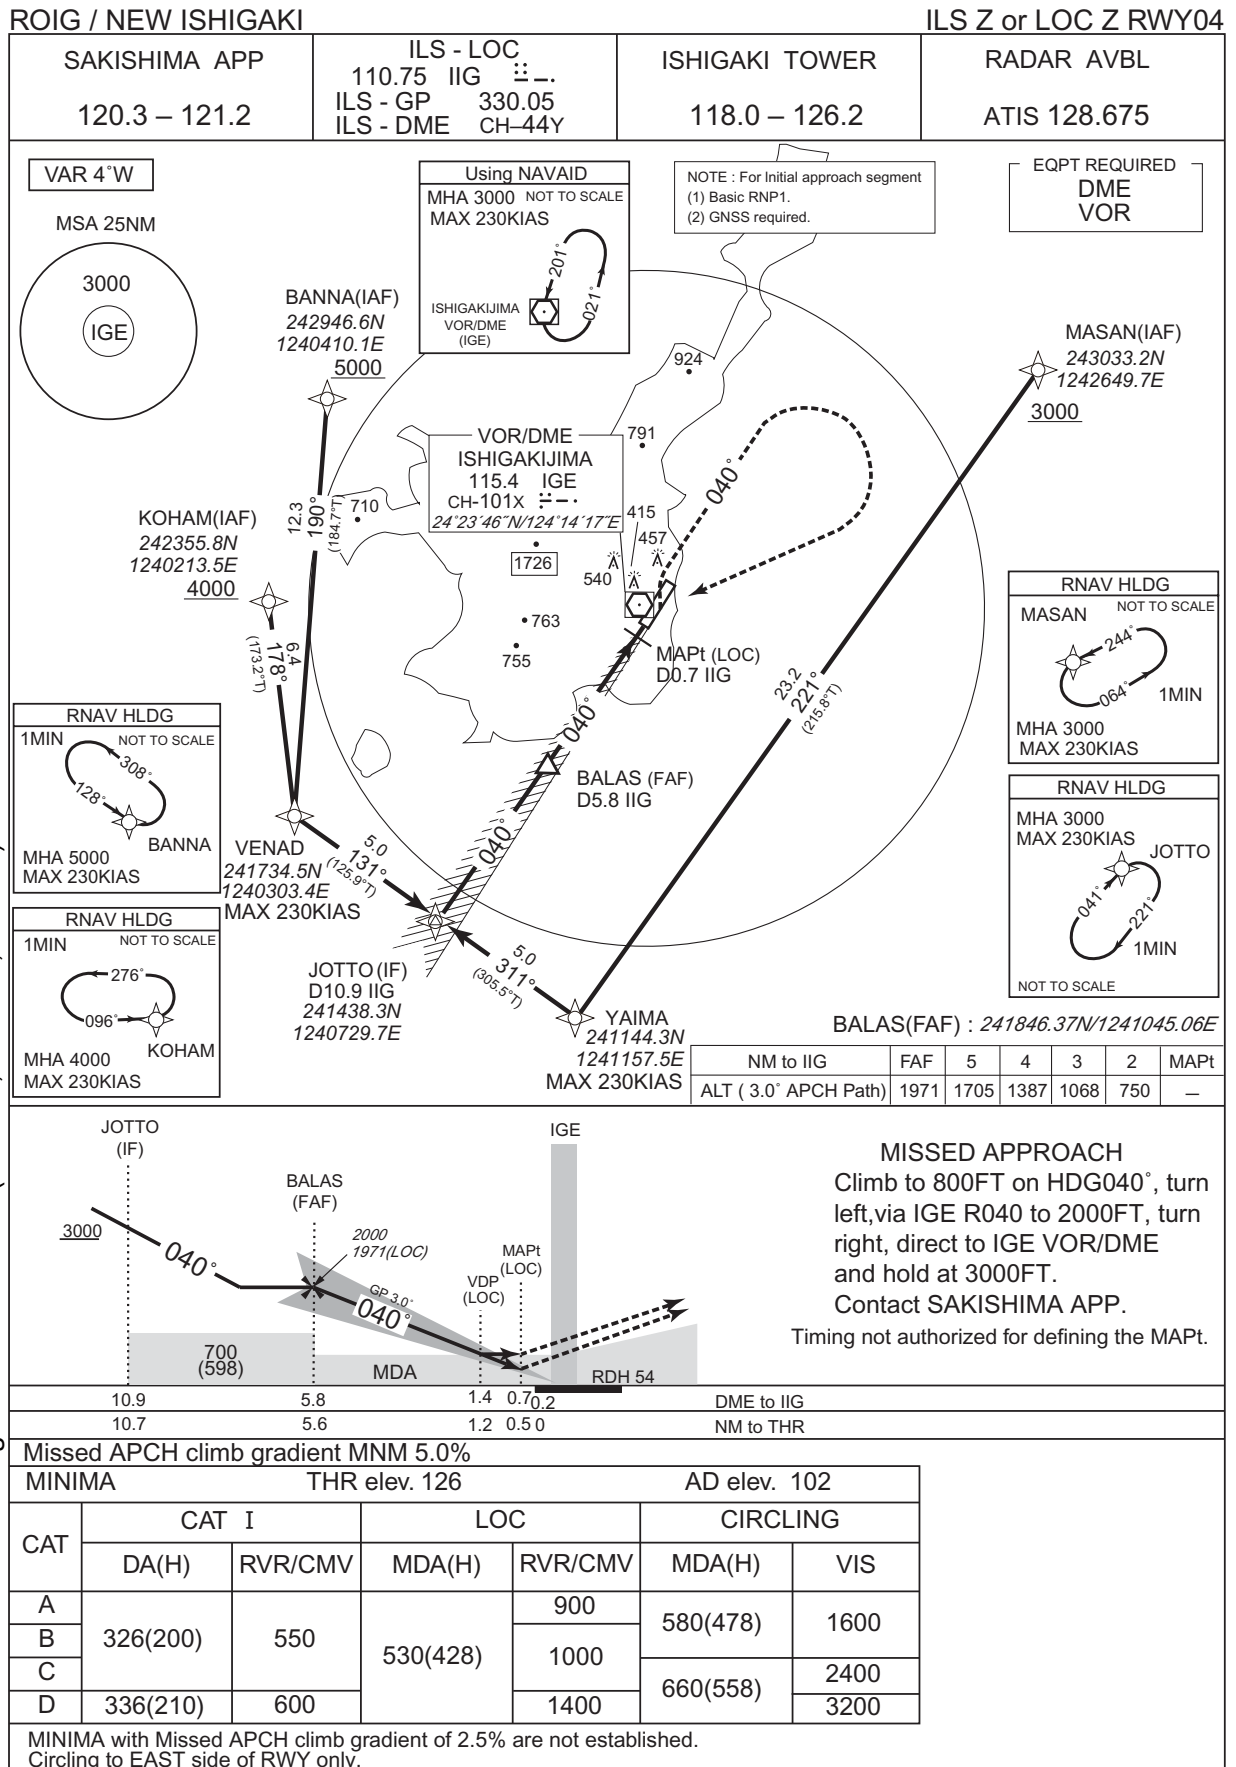 ROIG / NEW ISHIGAKI
ILS Z or LOC Z RWY04
SAKISHIMA APP
120.3 – 121.2
ILS - LOC
110.75 IIG
ILS - GP 330.05
ILS - DME CH–44Y
ISHIGAKI TOWER
118.0 – 126.2
RADAR AVBL
ATIS 128.675
VAR 4°W
MSA 25NM
3000
IGE
Using NAVAID
MHA 3000 NOT TO SCALE
MAX 230KIAS
201°
021°
ISHIGAKIJIMA
VOR/DME
(IGE)
NOTE : For Initial approach segment
(1) Basic RNP1.
(2) GNSS required.
EQPT REQUIRED
DME
VOR
BANNA(IAF)
242946.6N
1240410.1E
5000
MASAN(IAF)
243033.2N
1242649.7E
3000
924
791
VOR/DME
ISHIGAKIJIMA
115.4 IGE
CH-101X
24°23´46˝N/124°14´17˝E
040°
12.3
190°
(184.7°T)
710
KOHAM(IAF)
242355.8N
1240213.5E
4000
415
457
1726
540
763
755
6.4
178°
(173.2°T)
MAPt (LOC)
D0.7 IIG
23.2
221°
(215.8°T)
RNAV HLDG
MASAN NOT TO SCALE
244°
064°
1MIN
MHA 3000
MAX 230KIAS
RNAV HLDG
1MIN NOT TO SCALE
308°
128°
BANNA
MHA 5000
MAX 230KIAS
040°
BALAS (FAF)
D5.8 IIG
040°
RNAV HLDG
MHA 3000
MAX 230KIAS
JOTTO
041°
221°
1MIN
NOT TO SCALE
VENAD
241734.5N
1240303.4E
MAX 230KIAS
5.0
131°
(125.9°T)
RNAV HLDG
1MIN NOT TO SCALE
276°
096°
KOHAM
MHA 4000
MAX 230KIAS
JOTTO (IF)
D10.9 IIG
241438.3N
1240729.7E
5.0
311°
(305.5°T)
YAIMA
241144.3N
1241157.5E
MAX 230KIAS
BALAS(FAF) : 241846.37N/1241045.06E
NM to IIG FAF 5 4 3 2 MAPt
ALT ( 3.0° APCH Path) 1971 1705 1387 1068 750 –
JOTTO
(IF)
BALAS
(FAF)
IGE
3000
040°
2000
1971(LOC)
GP 3.0°
040°
VDP
(LOC)
MAPt
(LOC)
700
(598)
MDA
RDH 54
10.9 5.8 1.4 0.7 0.2 DME to IIG
10.7 5.6 1.2 0.5 0 NM to THR
MISSED APPROACH
Climb to 800FT on HDG040°, turn
left,via IGE R040 to 2000FT, turn
right, direct to IGE VOR/DME
and hold at 3000FT.
Contact SAKISHIMA APP.
Timing not authorized for defining the MAPt.
Missed APCH climb gradient MNM 5.0%
MINIMA THR elev. 126 AD elev. 102
CAT CAT I LOC CIRCLING
DA(H) RVR/CMV MDA(H) RVR/CMV MDA(H) VIS
A 326(200) 550 530(428) 900 580(478) 1600
B 1000
C 660(558) 2400
D 336(210) 600 1400 3200
MINIMA with Missed APCH climb gradient of 2.5% are not established.
Circling to EAST side of RWY only.